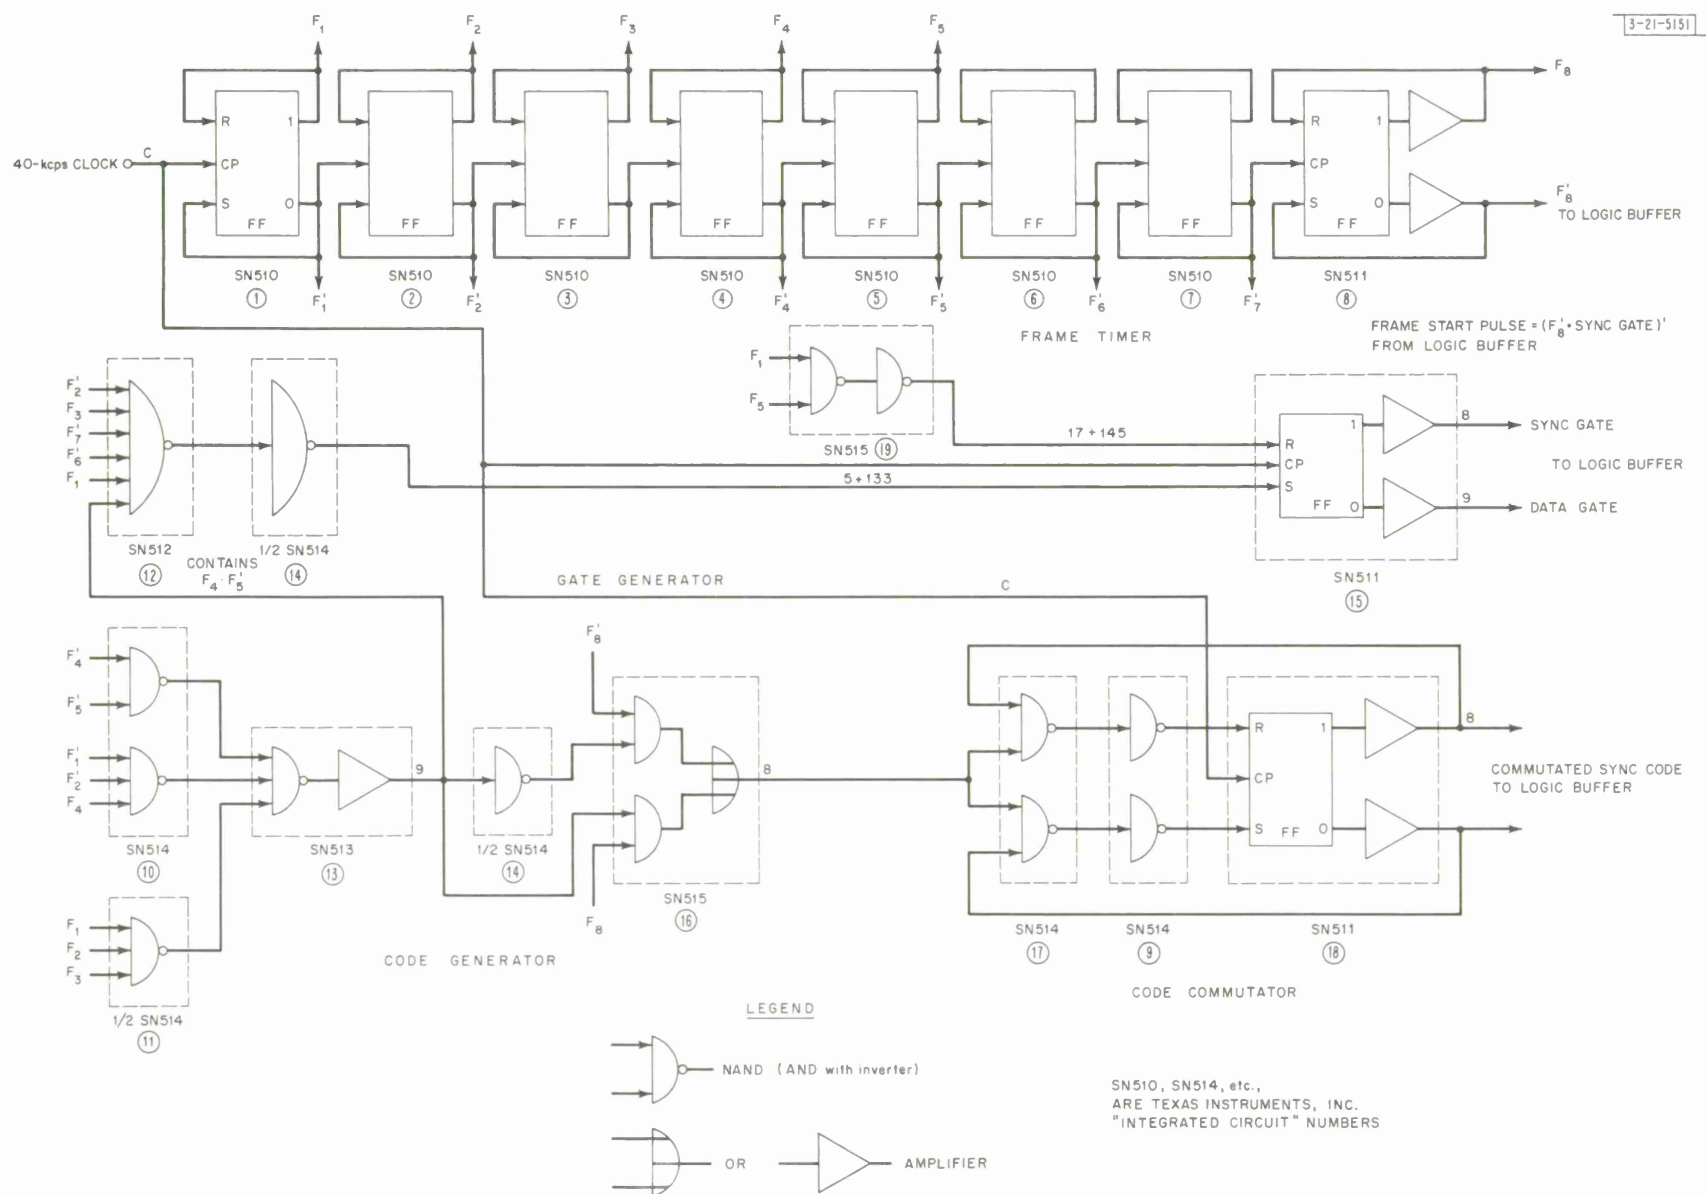 3-21-5151
F1
F2
F3
F4
F5
F8
40-kcps CLOCK
C
R 1
CP
S 0
FF
FF
FF
FF
FF
FF
FF
R 1
CP
S 0
FF
F'8
TO LOGIC BUFFER
SN510
1
F'1
SN510
2
F'2
SN510
3
SN510
4
F'4
SN510
5
F'5
SN510
6
F'6
SN510
7
F'7
SN511
8
FRAME TIMER
FRAME START PULSE = (F'8 • SYNC GATE)'
FROM LOGIC BUFFER
F'2
F3
F'7
F'6
F1
SN512
12
CONTAINS
F4 · F'5
1/2 SN514
14
F1
F5
SN515 19
17 + 145
5 + 133
R 1
CP
S
FF 0
8
SYNC GATE
TO LOGIC BUFFER
9
DATA GATE
SN511
15
GATE GENERATOR
C
F'4
F'5
F'1
F'2
F4
SN514
10
F1
F2
F3
1/2 SN514
11
SN513
13
9
1/2 SN514
14
F'8
F8
SN515
16
8
CODE GENERATOR
SN514
17
SN514
9
R 1
CP
S 0
FF
8
SN511
18
COMMUTATED SYNC CODE
TO LOGIC BUFFER
CODE COMMUTATOR
LEGEND
NAND (AND with inverter)
OR
AMPLIFIER
SN510, SN514, etc.,
ARE TEXAS INSTRUMENTS, INC.
"INTEGRATED CIRCUIT" NUMBERS